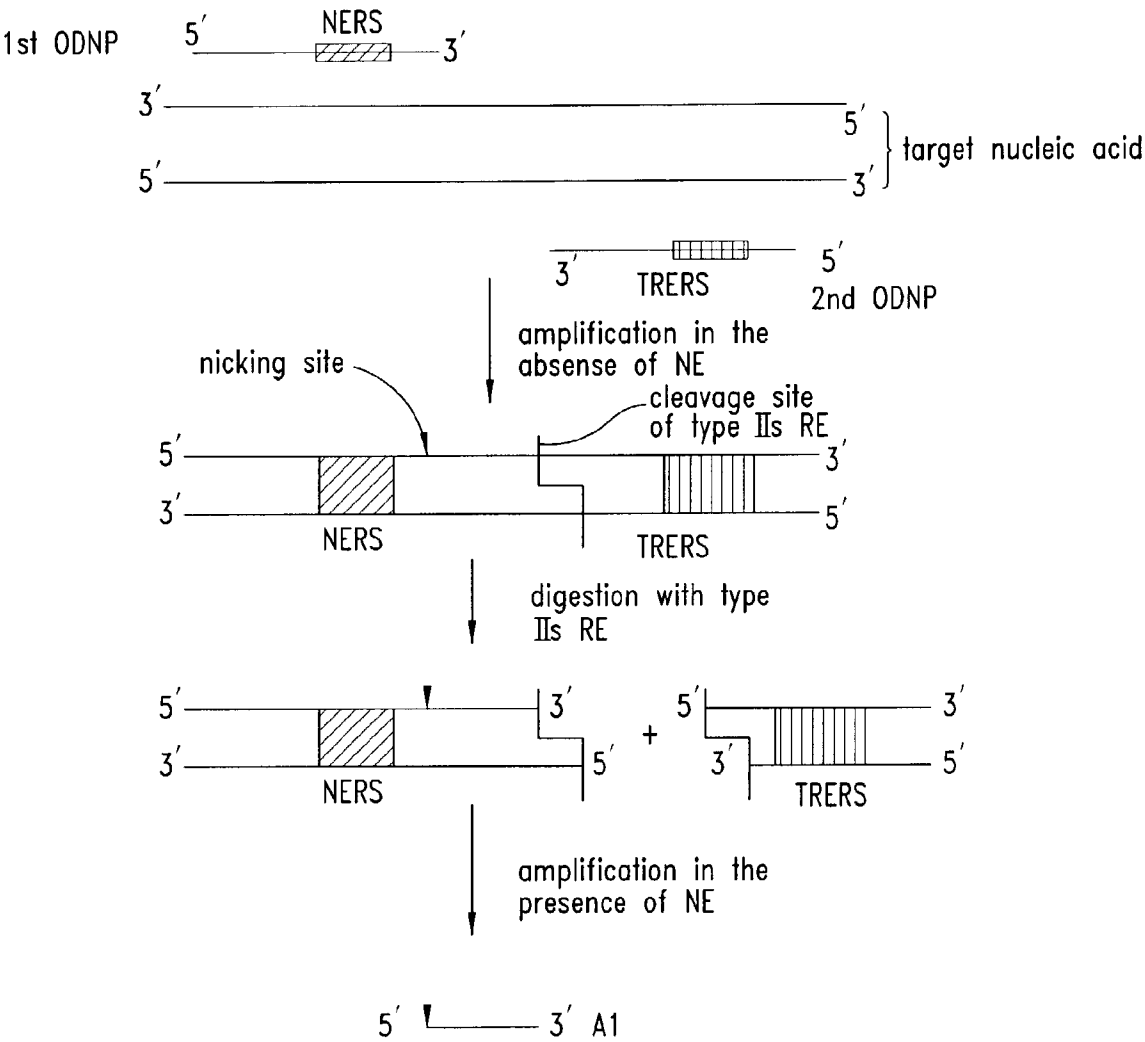 NERS
1st ODNP 5′ 3′
3′ 5′
target nucleic acid
5′ 3′
3′ 5′
TRERS
2nd ODNP
amplification in the
absense of NE
nicking site
cleavage site
of type IIs RE
5′ 3′
3′ 5′
NERS TRERS
digestion with type
IIs RE
5′ 3′ 5′ 3′
+
3′ 5′ 3′ 5′
NERS TRERS
amplification in the
presence of NE
5′ 3′ A1